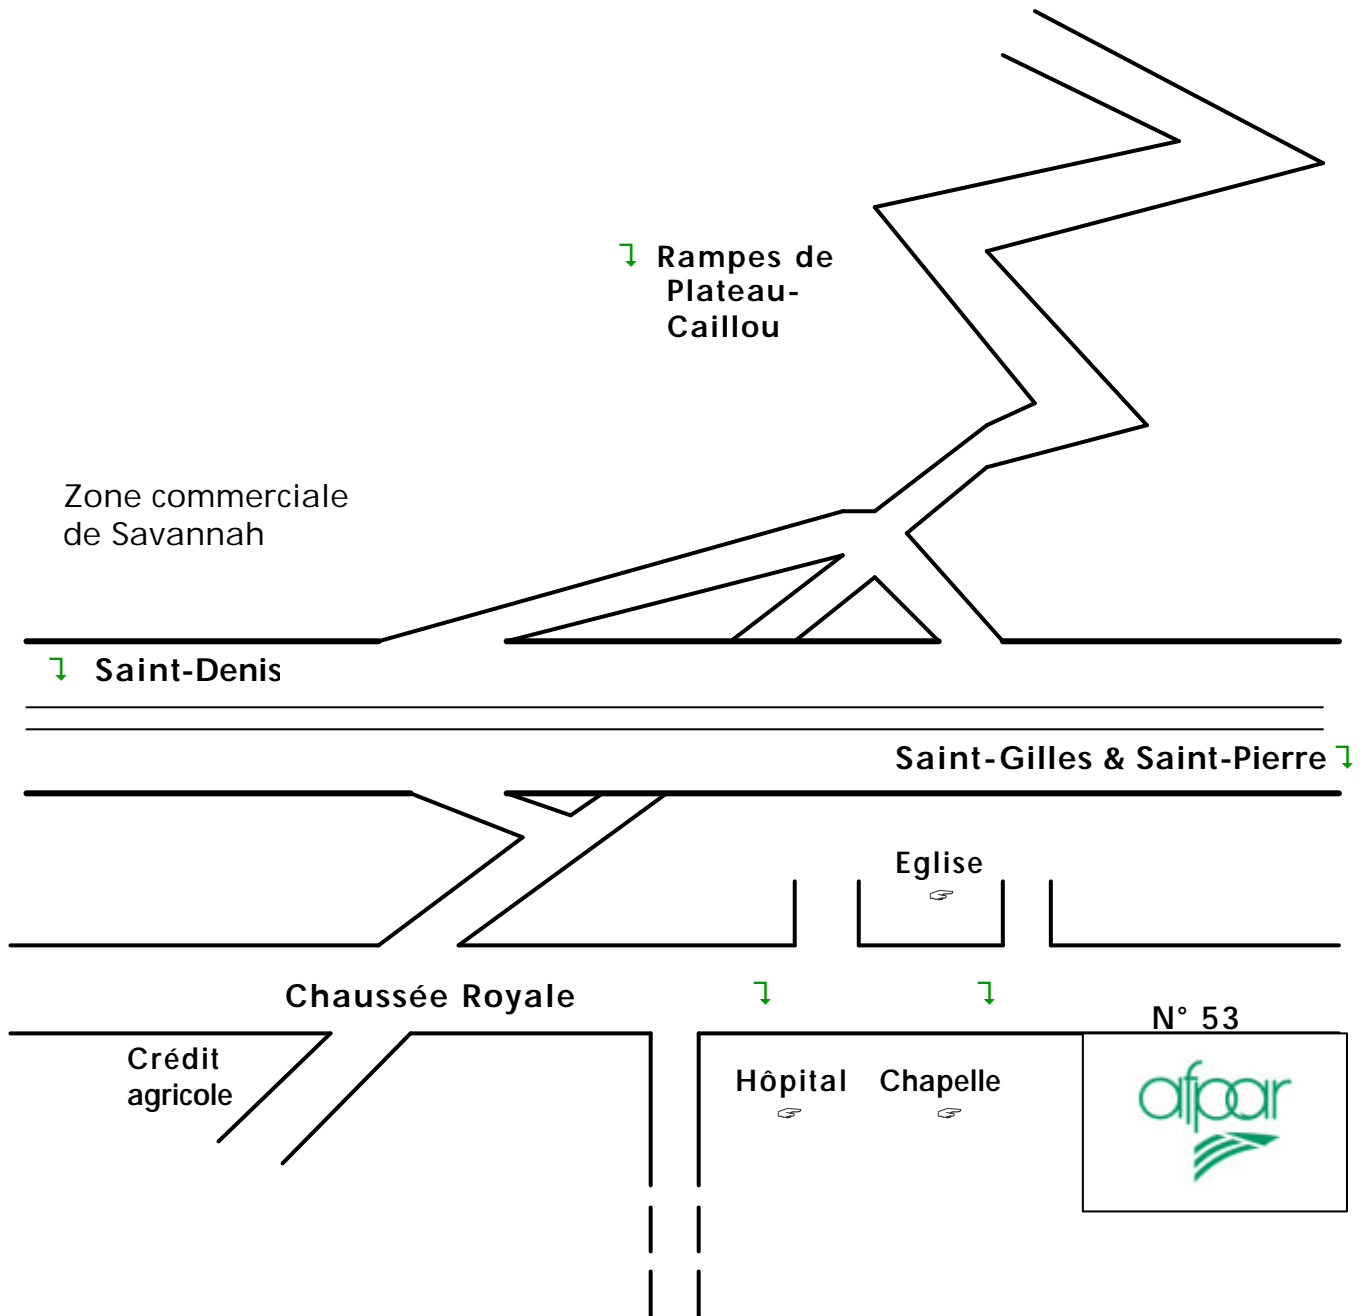 Rampes de
Plateau-
Caillou
Zone commerciale
de Savannah
Saint-Denis
Saint-Gilles & Saint-Pierre
Eglise
Chaussée Royale
N° 53
Crédit
agricole
Hôpital
Chapelle
afpar